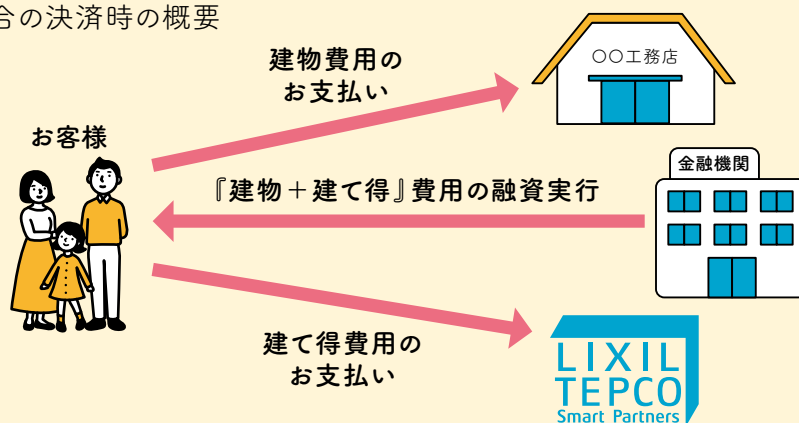 合の決済時の概要
建物費用の
お支払い
〇〇工務店
お客様
金融機関
『建物＋建て得』費用の融資実行
建て得費用の
お支払い
LIXIL
TEPCO
Smart Partners